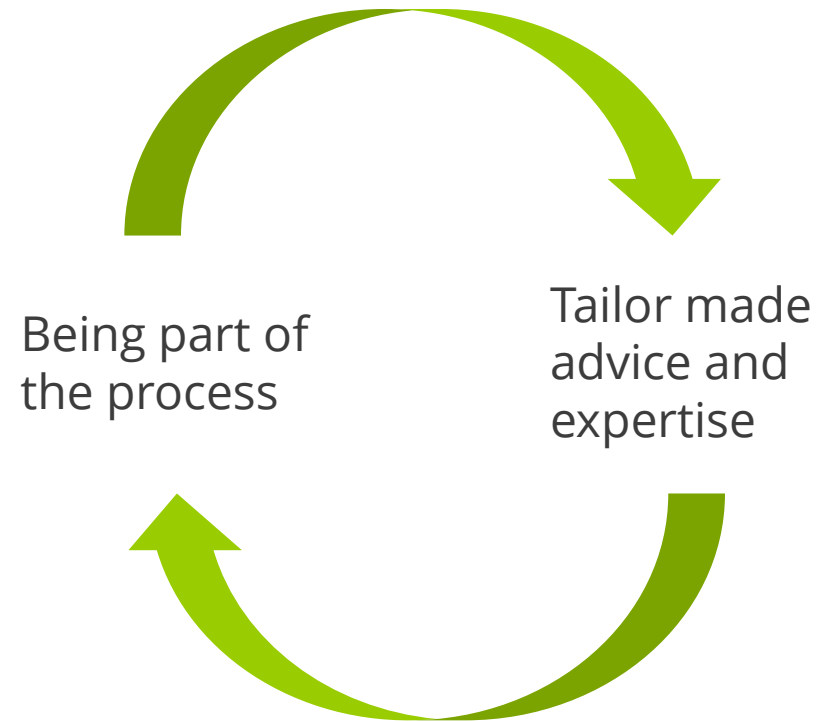 Being part of
the process
Tailor made
advice and
expertise